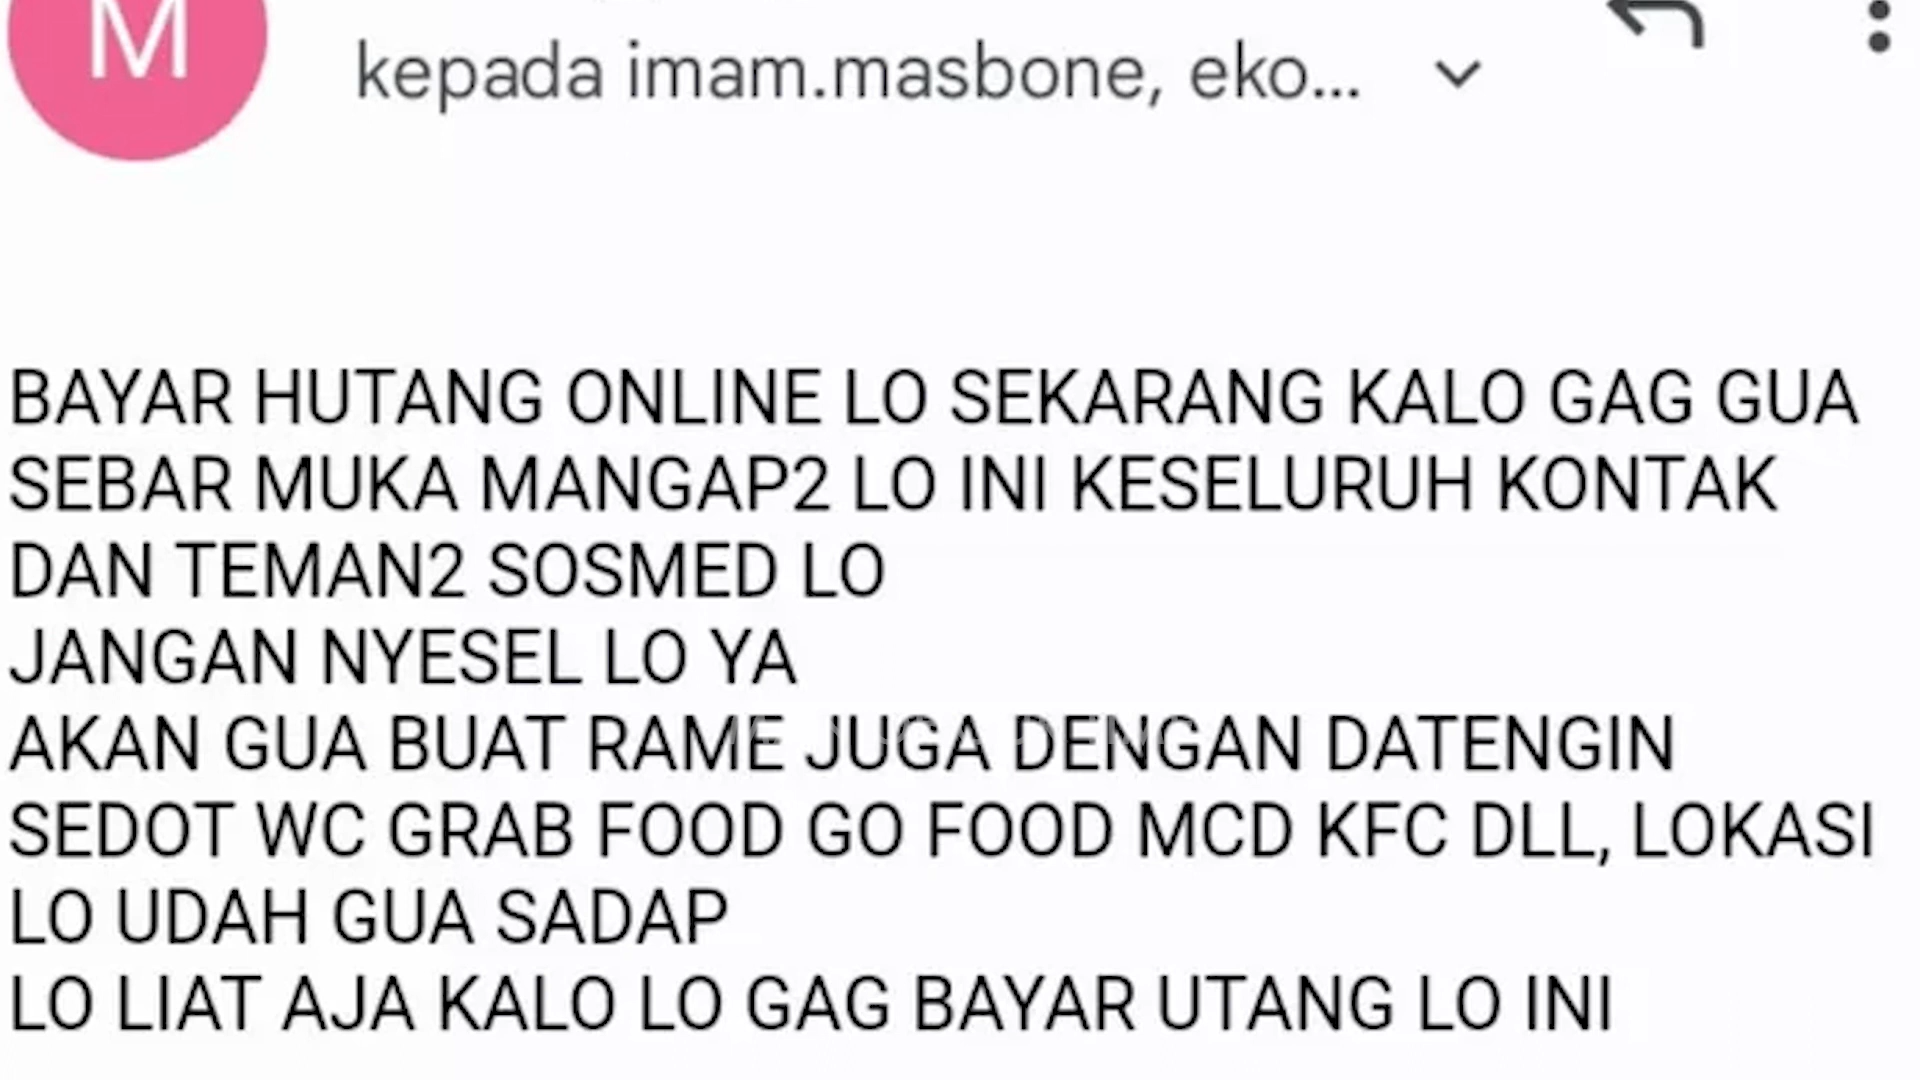 M
kepada imam.masbone, eko...
BAYAR HUTANG ONLINE LO SEKARANG KALO GAG GUA
SEBAR MUKA MANGAP2 LO INI KESELURUH KONTAK
DAN TEMAN2 SOSMED LO
JANGAN NYESEL LO YA
AKAN GUA BUAT RAME JUGA DENGAN DATENGIN
SEDOT WC GRAB FOOD GO FOOD MCD KFC DLL, LOKASI
LO UDAH GUA SADAP
LO LIAT AJA KALO LO GAG BAYAR UTANG LO INI